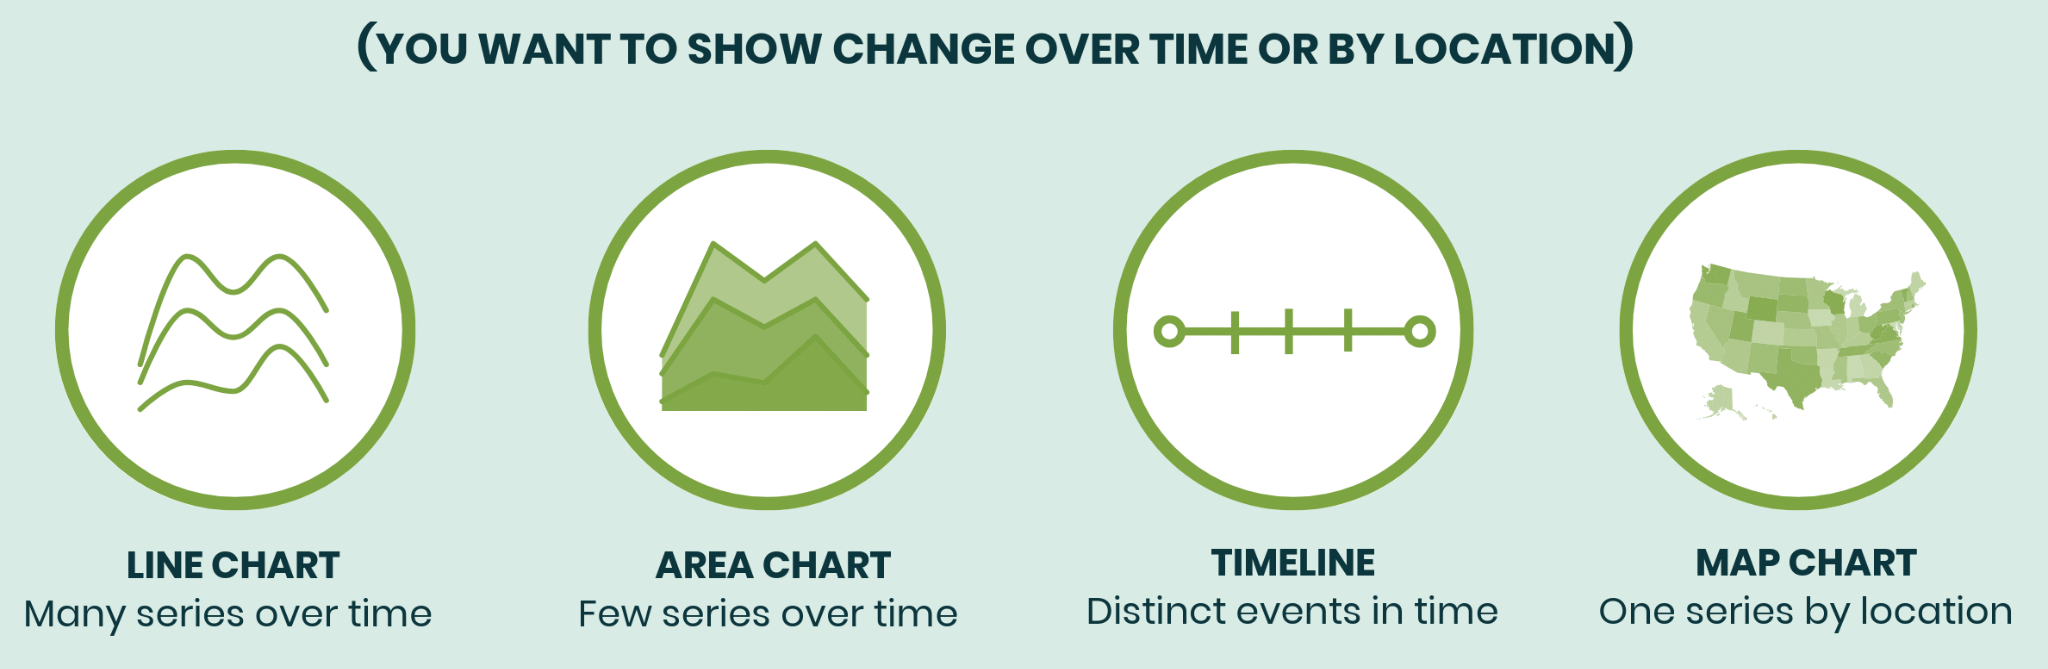 (YOU WANT TO SHOW CHANGE OVER TIME OR BY LOCATION)
LINE CHART
Many series over time
AREA CHART
Few series over time
TIMELINE
Distinct events in time
MAP CHART
One series by location